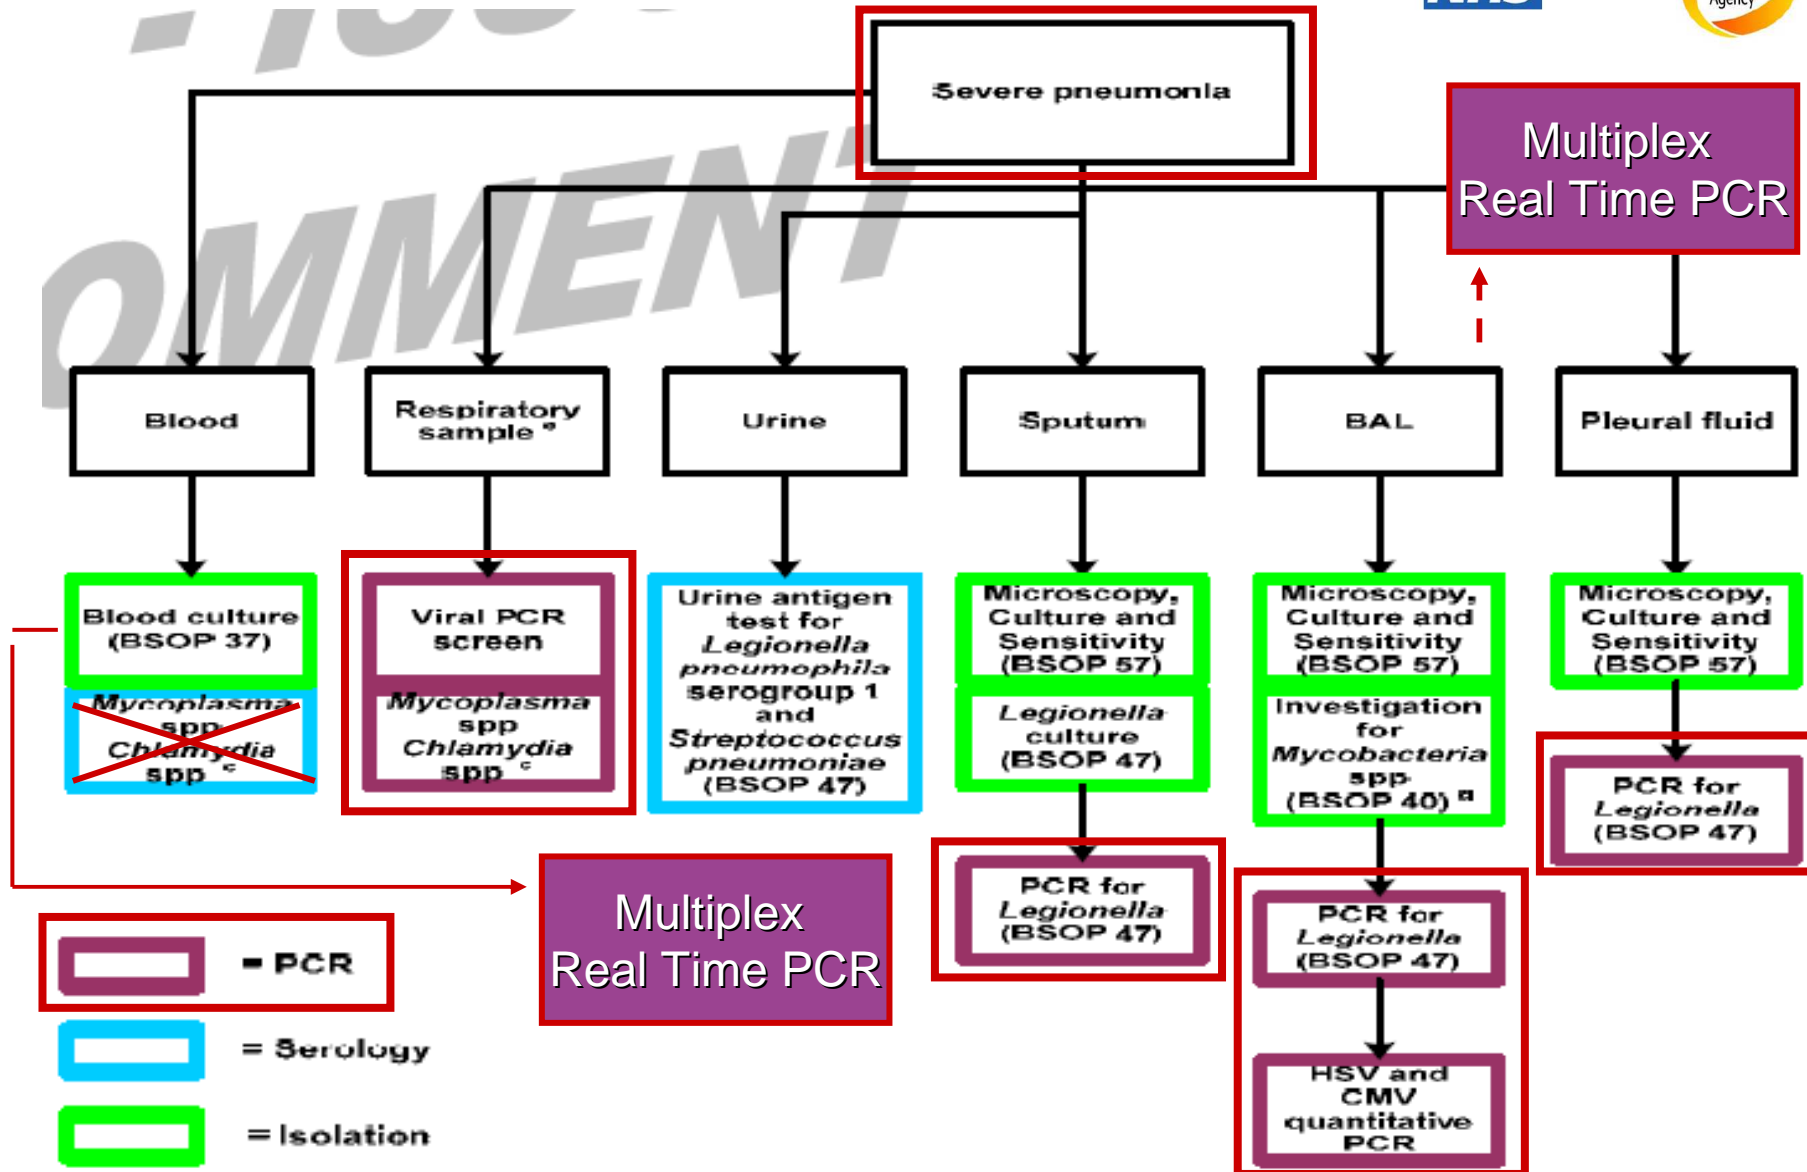 NHS
Agency
Severe pneumonia
Multiplex
Real Time PCR
OMMENT
Blood
Respiratory
sample e
Urine
Sputum
BAL
Pleural fluid
Blood culture
(BSOP 37)
Mycoplasma
spp
Chlamydia
spp c
Viral PCR
screen
Mycoplasma
spp
Chlamydia
spp c
Urine antigen
test for
Legionella
pneumophila
serogroup 1
and
Streptococcus
pneumoniae
(BSOP 47)
Microscopy,
Culture and
Sensitivity
(BSOP 57)
Legionella
culture
(BSOP 47)
PCR for
Legionella
(BSOP 47)
Microscopy,
Culture and
Sensitivity
(BSOP 57)
Investigation
for
Mycobacteria
spp
(BSOP 40)
PCR for
Legionella
(BSOP 47)
HSV and
CMV
quantitative
PCR
Microscopy,
Culture and
Sensitivity
(BSOP 57)
PCR for
Legionella
(BSOP 47)
Multiplex
Real Time PCR
= PCR
= Serology
= Isolation